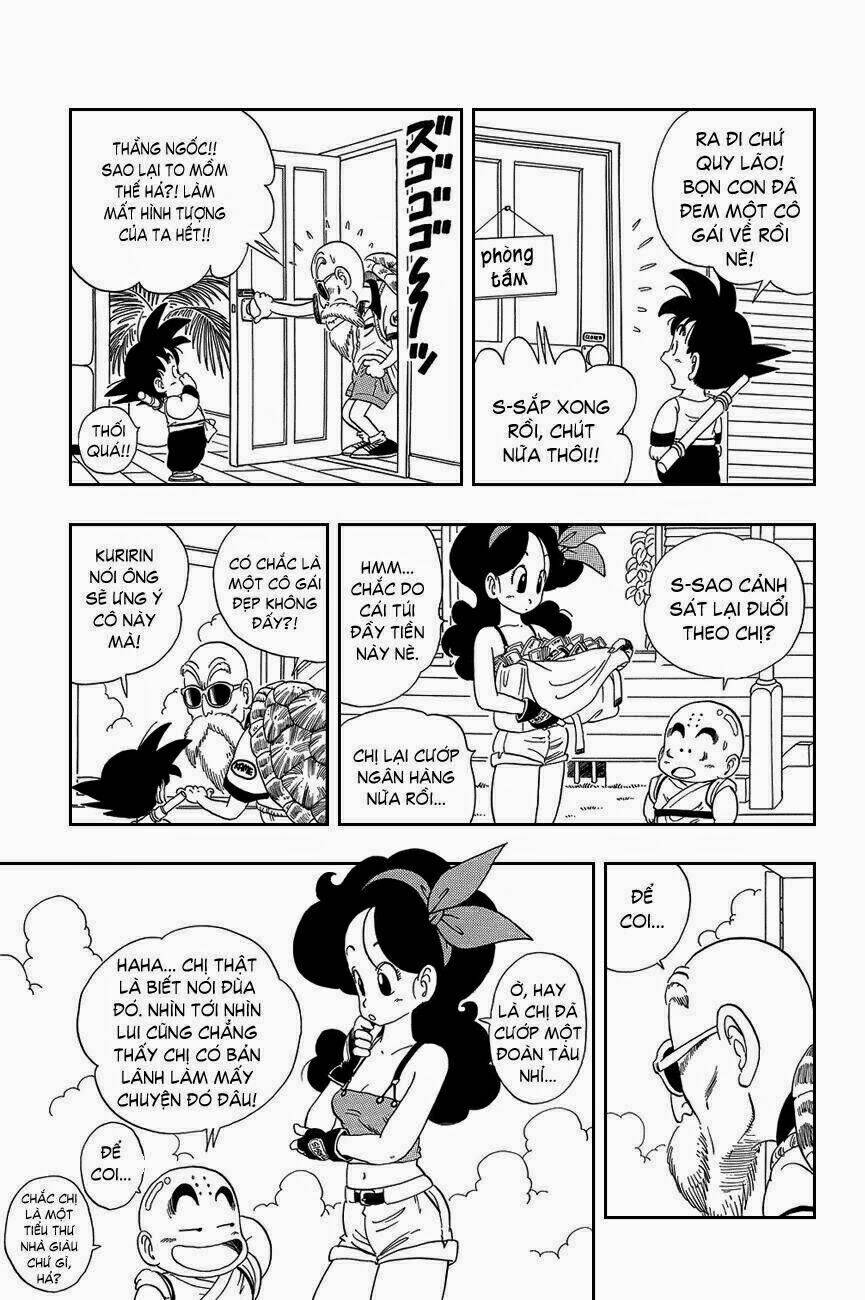 RA ĐI CHỨ
QUY LÃO!
BỌN CON ĐÃ
ĐEM MỘT CÔ
GÁI VỀ RỒI
NÈ!
phòng
tắm
S-SẮP XONG
RỒI, CHÚT
NỮA THÔI!!
ズゴゴゴ〜〜ッ
THẰNG NGỐC!!
SAO LẠI TO MỒM
THẾ HẢ?! LÀM
MẤT HÌNH TƯỢNG
CỦA TA HẾT!!
THỐI
QUÁ!!
S-SAO CẢNH
SÁT LẠI ĐUỔI
THEO CHỊ?
HMM...
CHẮC DO
CÁI TÚI
ĐẦY TIỀN
NÀY NÈ.
CHỊ LẠI CƯỚP
NGÂN HÀNG
NỮA RỒI...
CÓ CHẮC LÀ
MỘT CÔ GÁI
ĐẸP KHÔNG
ĐẤY?!
KURIRIN
NÓI ÔNG
SẼ ƯNG Ý
CÔ NÀY
MÀ!
KAME
ĐỂ
COI...
Ờ, HAY
LÀ CHỊ ĐÃ
CƯỚP MỘT
ĐOÀN TÀU
NHỈ...
HAHA... CHỊ THẬT
LÀ BIẾT NÓI ĐÙA
ĐÓ. NHÌN TỚI NHÌN
LUI CŨNG CHẲNG
THẤY CHỊ CÓ BẢN
LÃNH LÀM MẤY
CHUYỆN ĐÓ ĐÂU!
ĐỂ
COI...
CHẮC CHỊ
LÀ MỘT
TIỂU THƯ
NHÀ GIÀU
CHỨ GÌ,
HẢ?